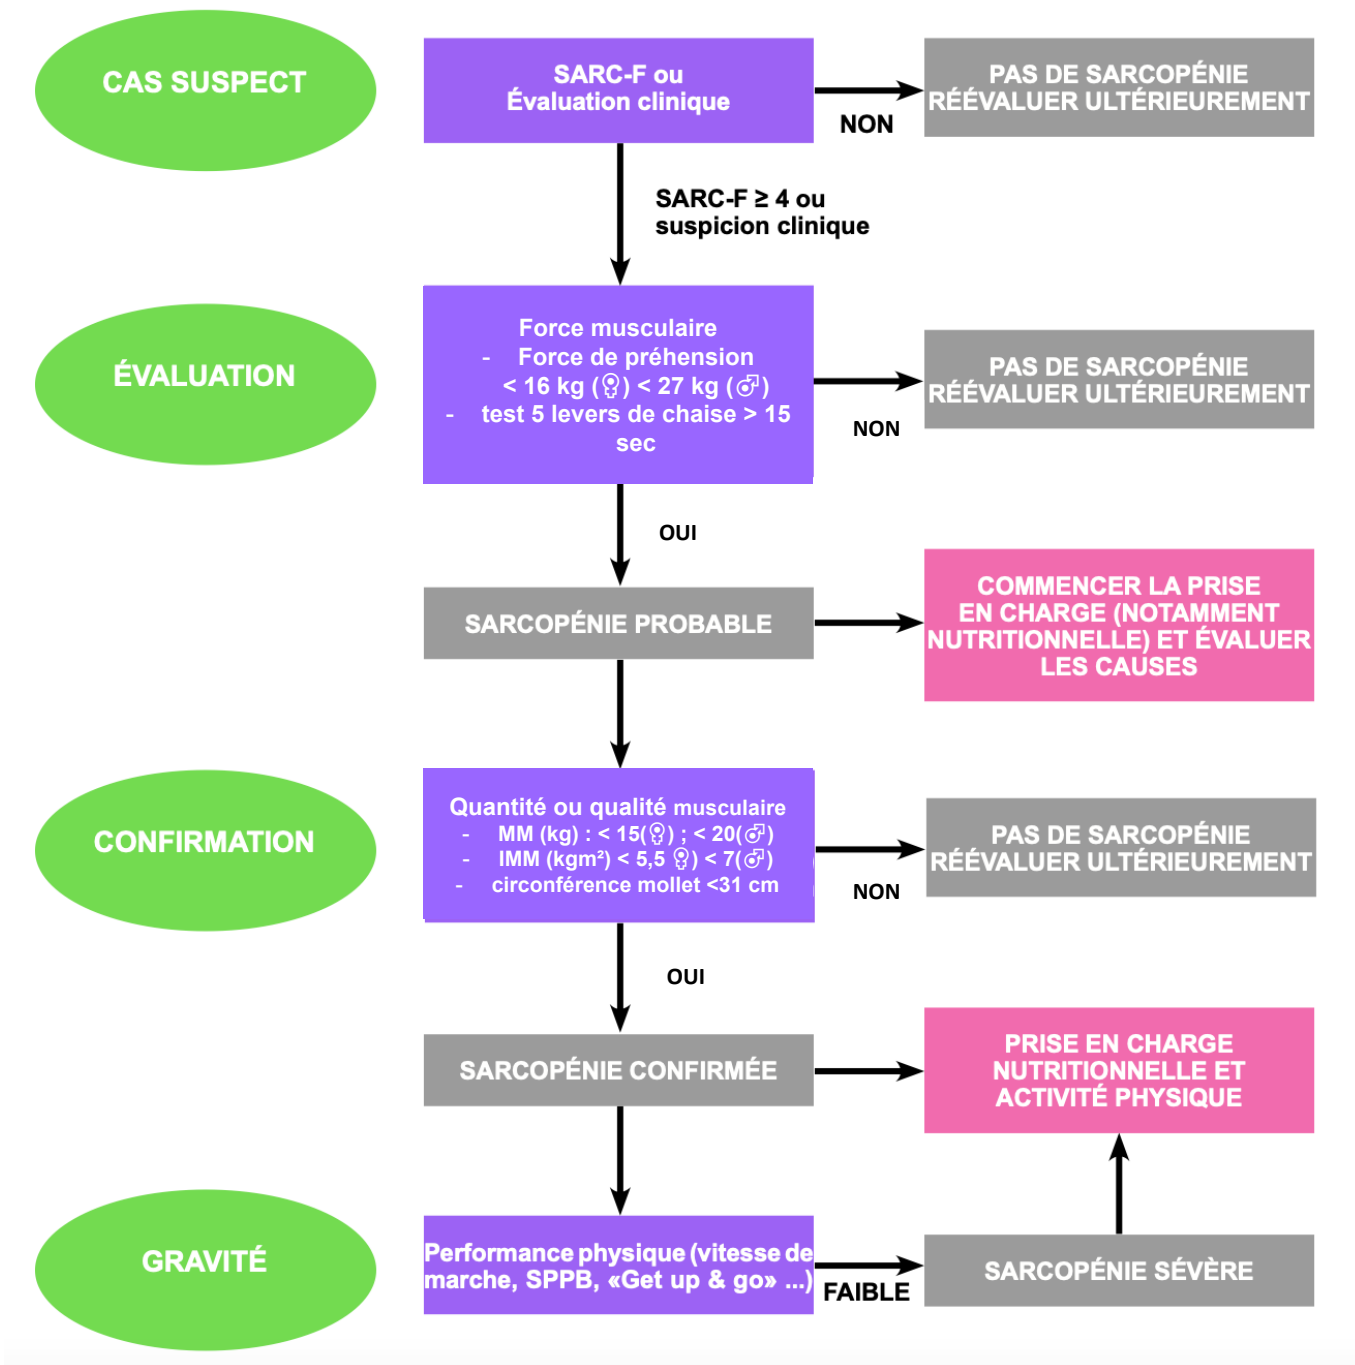 CAS SUSPECT
SARC-F ou
Évaluation clinique
NON
PAS DE SARCOPÉNIE
RÉÉVALUER ULTÉRIEUREMENT
SARC-F ≥ 4 ou
suspicion clinique
ÉVALUATION
Force musculaire
- Force de préhension
< 16 kg (♀) < 27 kg (♂)
- test 5 levers de chaise > 15
sec
NON
PAS DE SARCOPÉNIE
RÉÉVALUER ULTÉRIEUREMENT
OUI
SARCOPÉNIE PROBABLE
COMMENCER LA PRISE
EN CHARGE (NOTAMMENT
NUTRITIONNELLE) ET ÉVALUER
LES CAUSES
CONFIRMATION
Quantité ou qualité musculaire
- MM (kg) : < 15(♀) ; < 20(♂)
- IMM (kgm²) < 5,5 ♀) < 7(♂)
- circonférence mollet <31 cm
NON
PAS DE SARCOPÉNIE
RÉÉVALUER ULTÉRIEUREMENT
OUI
SARCOPÉNIE CONFIRMÉE
PRISE EN CHARGE
NUTRITIONNELLE ET
ACTIVITÉ PHYSIQUE
GRAVITÉ
Performance physique (vitesse de
marche, SPPB, «Get up & go» ...)
FAIBLE
SARCOPÉNIE SÉVÈRE